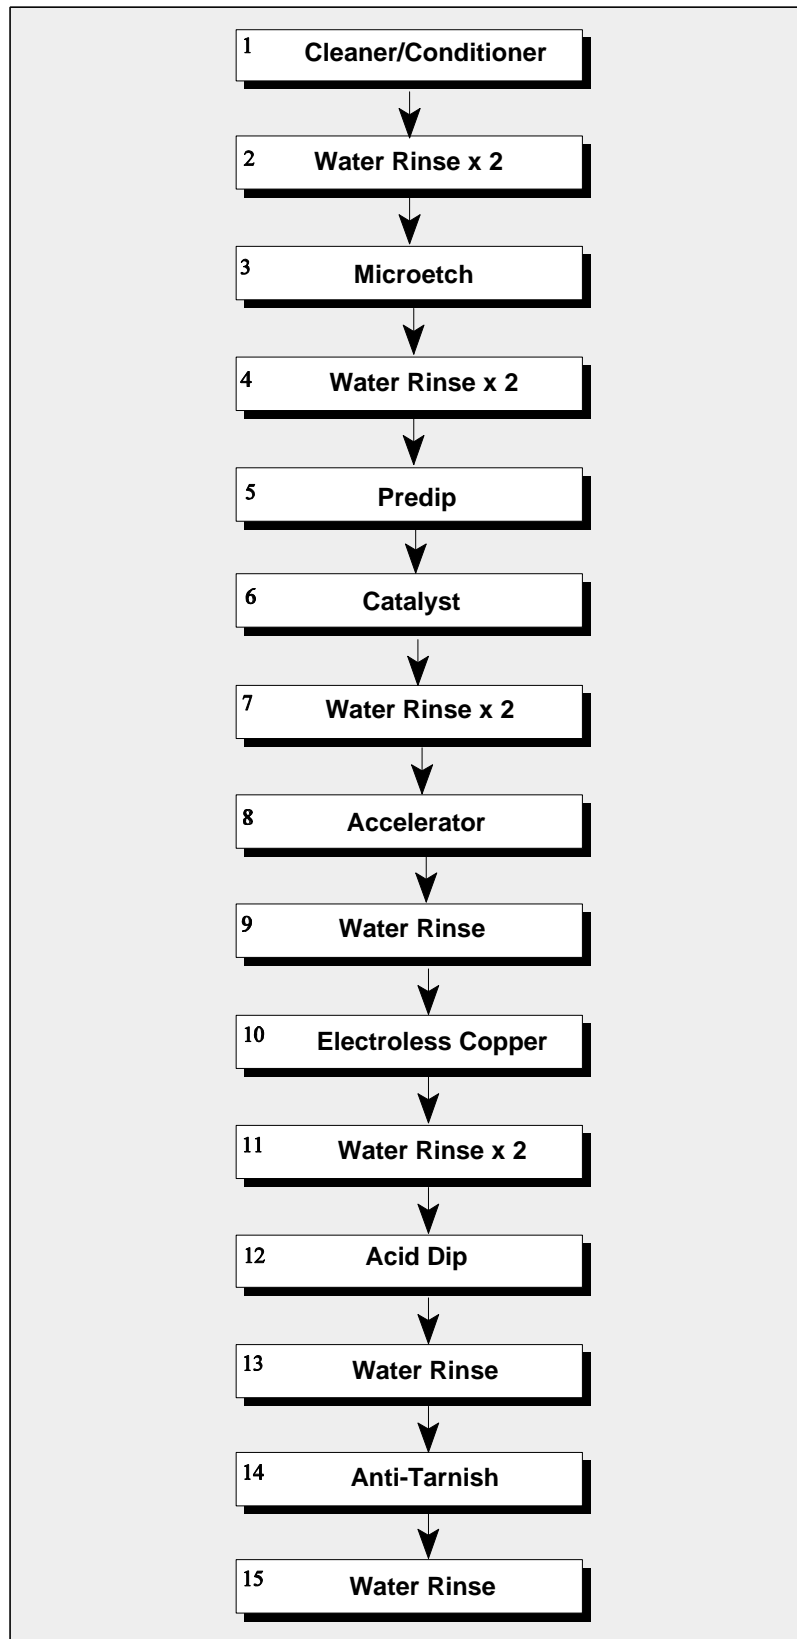 1 Cleaner/Conditioner
2 Water Rinse x 2
3 Microetch
4 Water Rinse x 2
5 Predip
6 Catalyst
7 Water Rinse x 2
8 Accelerator
9 Water Rinse
10 Electroless Copper
11 Water Rinse x 2
12 Acid Dip
13 Water Rinse
14 Anti-Tarnish
15 Water Rinse